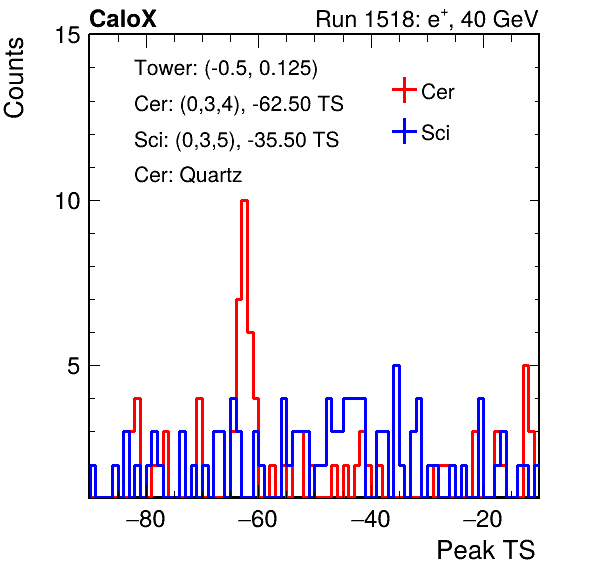 CaloX Run 1518: e⁺, 40 GeV
Counts
15
Tower: (-0.5, 0.125)
Cer: (0,3,4), -62.50 TS
Sci: (0,3,5), -35.50 TS
Cer: Quartz
Cer
Sci
10
5
−80 −60 −40 −20
Peak TS